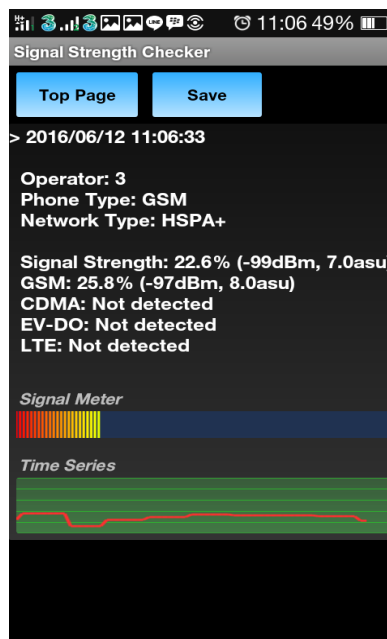 11:06 49%
Signal Strength Checker
Top Page
Save
> 2016/06/12 11:06:33
Operator: 3
Phone Type: GSM
Network Type: HSPA+
Signal Strength: 22.6% (-99dBm, 7.0asu
GSM: 25.8% (-97dBm, 8.0asu)
CDMA: Not detected
EV-DO: Not detected
LTE: Not detected
Signal Meter
Time Series